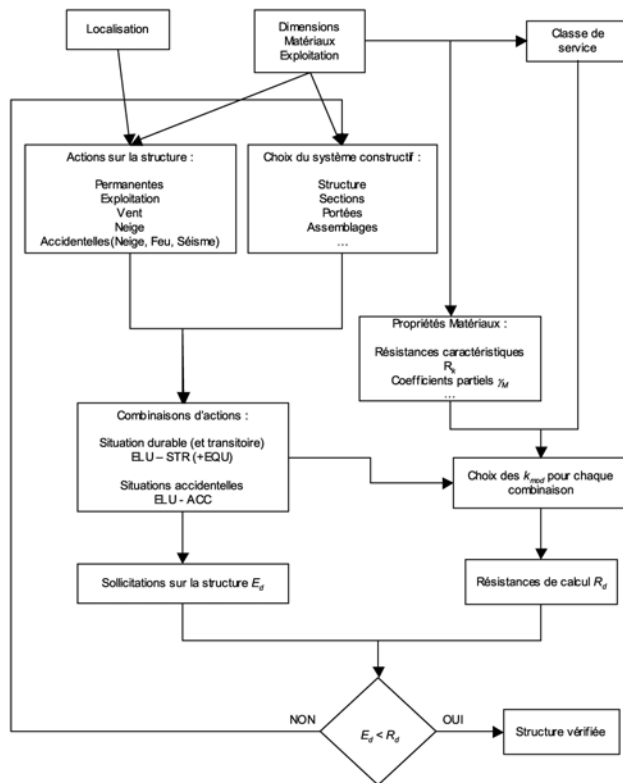 Localisation
Dimensions
Matériaux
Exploitation
Classe de
service
Actions sur la structure :
Permanentes
Exploitation
Vent
Neige
Accidentelles(Neige, Feu, Séisme)
Choix du système constructif :
Structure
Sections
Portées
Assemblages
...
Propriétés Matériaux :
Résistances caractéristiques
Rk
Coefficients partiels γM
...
Combinaisons d'actions :
Situation durable (et transitoire)
ELU – STR (+EQU)
Situations accidentelles
ELU - ACC
Choix des kmod pour chaque
combinaison
Sollicitations sur la structure Ed
Résistances de calcul Rd
NON
Ed < Rd
OUI
Structure vérifiée